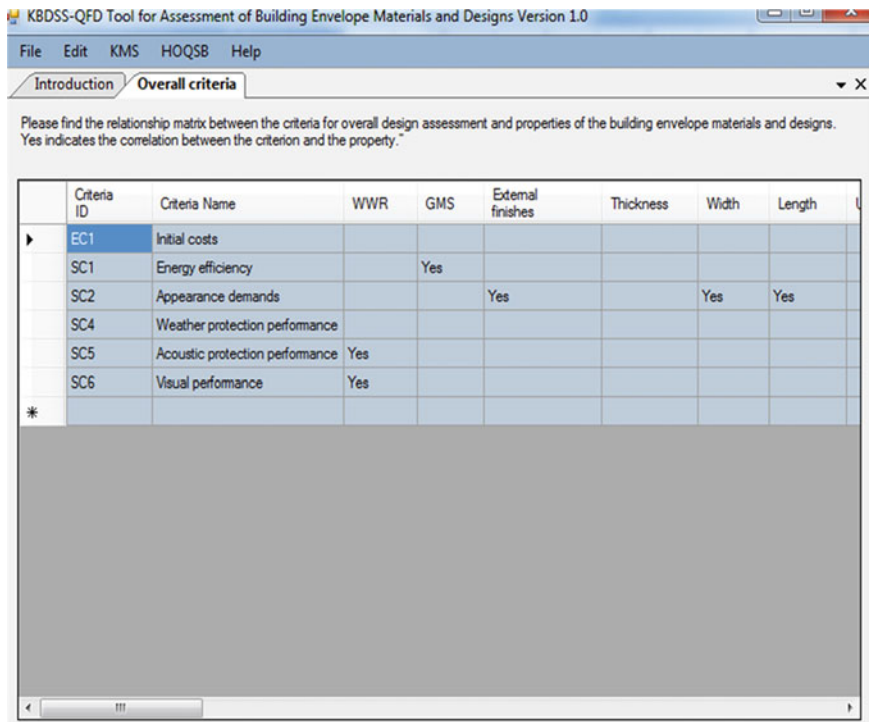 KBDSS-QFD Tool for Assessment of Building Envelope Materials and Designs Version 1.0
File Edit KMS HOQSB Help
Introduction Overall criteria
Please find the relationship matrix between the criteria for overall design assessment and properties of the building envelope materials and designs.
Yes indicates the correlation between the criterion and the property."
Criteria ID Criteria Name WWR GMS External finishes Thickness Width Length
EC1 Initial costs
SC1 Energy efficiency Yes
SC2 Appearance demands Yes Yes Yes
SC4 Weather protection performance
SC5 Acoustic protection performance Yes
SC6 Visual performance Yes